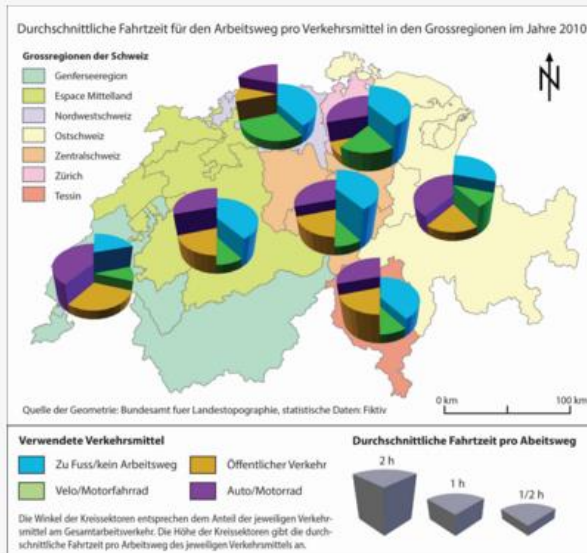 Durchschnittliche Fahrtzeit für den Arbeitsweg pro Verkehrsmittel in den Grossregionen im Jahre 2010
Grossregionen der Schweiz
Genferseeregion
Espace Mittelland
Nordwestschweiz
Ostschweiz
Zentralschweiz
Zürich
Tessin
N
0 km 100 km
Quelle der Geometrie: Bundesamt fuer Landestopographie, statistische Daten: Fiktiv
Verwendete Verkehrsmittel
Zu Fuss/kein Arbeitsweg
Öffentlicher Verkehr
Velo/Motorfahrrad
Auto/Motorrad
Die Winkel der Kreissektoren entsprechen dem Anteil der jeweiligen Verkehr-
smittel am Gesamtarbeitsverkehr. Die Höhe der Kreissektoren gibt die durch-
schnittliche Fahrtzeit pro Arbeitsweg des jeweiligen Verkehrsmittels an.
Durchschnittliche Fahrtzeit pro Abeitsweg
2 h
1 h
1/2 h